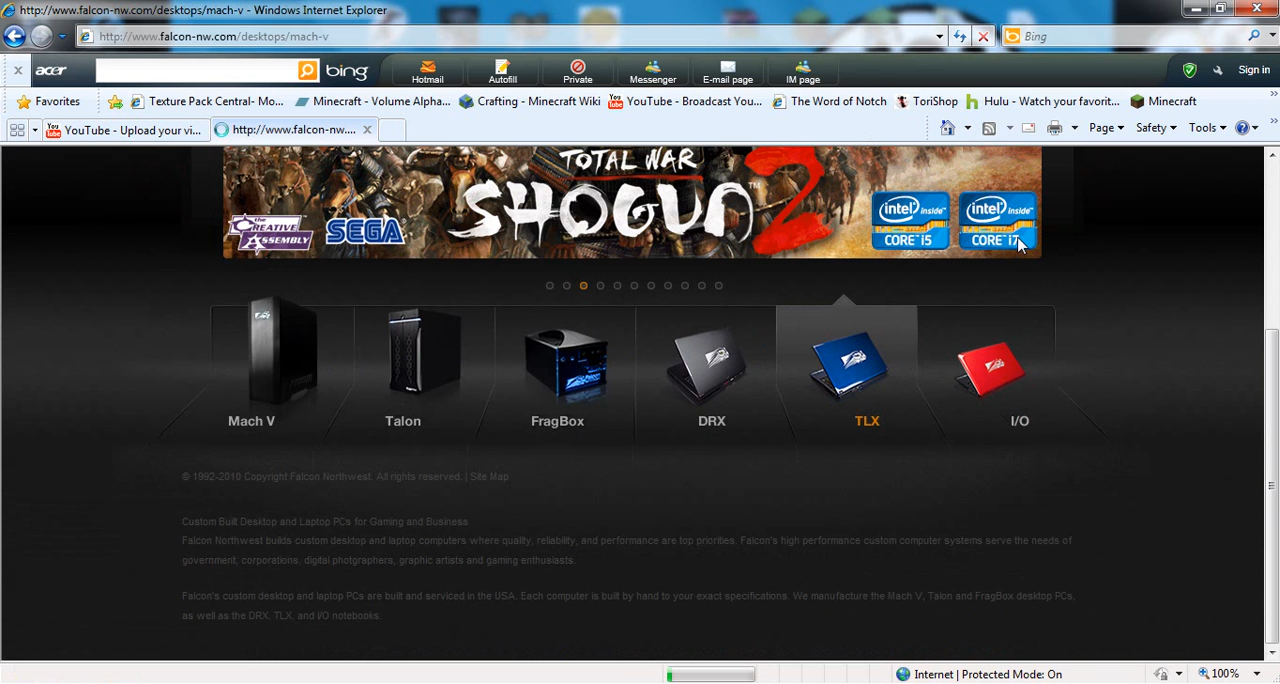 http://www.falcon-nw.com/desktops/mach-v - Windows Internet Explorer
http://www.falcon-nw.com/desktops/mach-v
Bing
acer
bing
Hotmail
Autofill
Private
Messenger
E-mail page
IM page
Sign in
Favorites
Texture Pack Central- Mo...
Minecraft - Volume Alpha...
Crafting - Minecraft Wiki
YouTube - Broadcast You...
The Word of Notch
ToriShop
Hulu - Watch your favorit...
Minecraft
YouTube - Upload your vi...
http://www.falcon-nw....
Page
Safety
Tools
TOTAL WAR
SHOGUN 2
the CREATIVE ASSEMBLY
SEGA
intel inside
CORE i5
intel inside
CORE i7
Mach V
Talon
FragBox
DRX
TLX
I/O
© 1992-2010 Copyright Falcon Northwest. All rights reserved. | Site Map
Custom Built Desktop and Laptop PCs for Gaming and Business
Falcon Northwest builds custom desktop and laptop computers where quality, reliability, and performance are top priorities. Falcon's high performance custom computer systems serve the needs of
government, corporations, digital photgraphers, graphic artists and gaming enthusiasts.
Falcon's custom desktop and laptop PCs are built and serviced in the USA. Each computer is built by hand to your exact specifications. We manufacture the Mach V, Talon and FragBox desktop PCs,
as well as the DRX, TLX, and I/O notebooks.
Internet | Protected Mode: On
100%